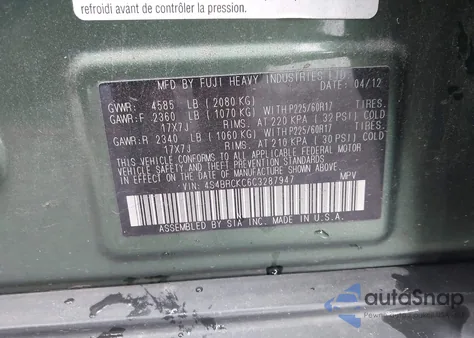 refroidi avant de contrôler la pression.
MFD BY FUJI HEAVY INDUSTRIES LTD.
DATE: 04/12
GVWR: 4585 LB ( 2080 KG)
GAWR:F 2360 LB ( 1070 KG) WITH P225/60R17 TIRES.
17X7J RIMS. AT 220 KPA ( 32 PSI) COLD
GAWR:R 2340 LB ( 1060 KG) WITH P225/60R17 TIRES.
17X7J RIMS. AT 210 KPA ( 30 PSI) COLD
THIS VEHICLE CONFORMS TO ALL APPLICABLE FEDERAL MOTOR
VEHICLE SAFETY AND THEFT PREVENTION STANDARDS IN EFFECT
ON THE DATE OF MANUFACTURE SHOWN ABOVE.
VIN: 4S4BRCKC6C3287947 MPV
ASSEMBLED BY SIA INC. MADE IN U.S.A.
autoSnap